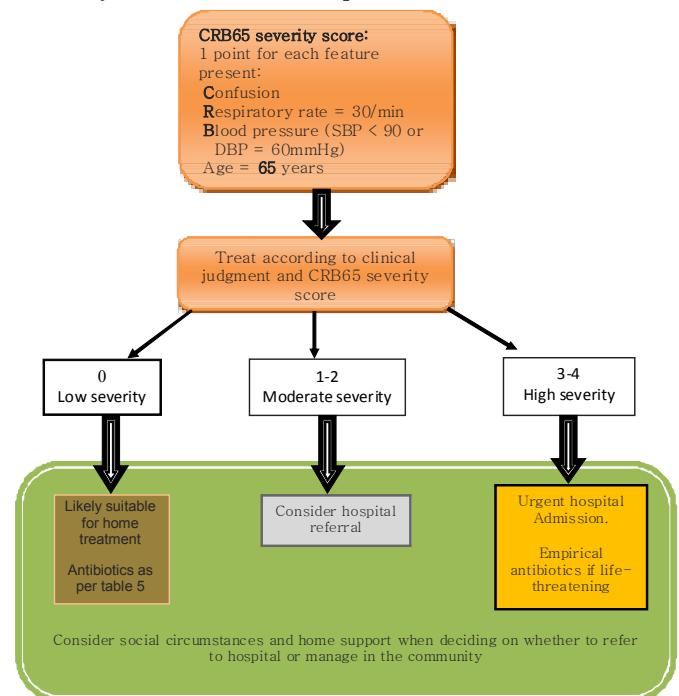 CRB65 severity score:
1 point for each feature
present:
Confusion
Respiratory rate = 30/min
Blood pressure (SBP < 90 or
DBP = 60mmHg)
Age = 65 years
Treat according to clinical
judgment and CRB65 severity
score
0
Low severity
1-2
Moderate severity
3-4
High severity
Likely suitable
for home
treatment
Antibiotics as
per table 5
Consider hospital
referral
Urgent hospital
Admission.
Empirical
antibiotics if life-
threatening
Consider social circumstances and home support when deciding on whether to refer
to hospital or manage in the community